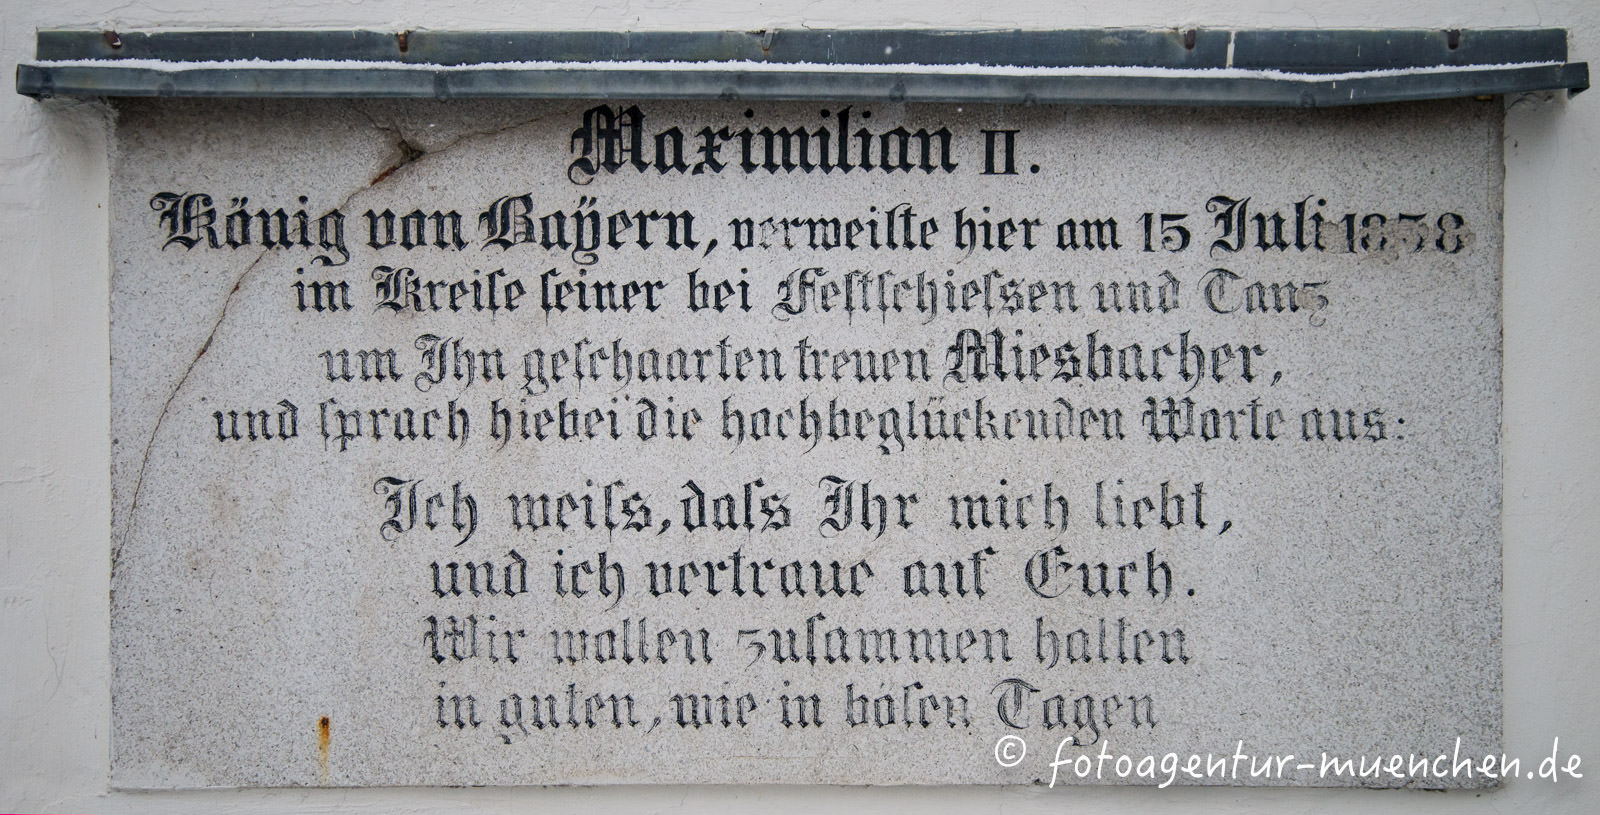 Maximilian II.
König von Baÿern, verweilte hier am 15 Juli 1858
im Kreise seiner bei Festschiessen und Tanz
um Ihn geschaarten treuen Miesbacher,
und sprach hiebei die hochbeglückenden Worte aus:
Ich weiss, dass Ihr mich liebt,
und ich vertraue auf Euch.
Wir wollen zusammen halten
in guten, wie in bösen Tagen
© fotoagentur-muenchen.de